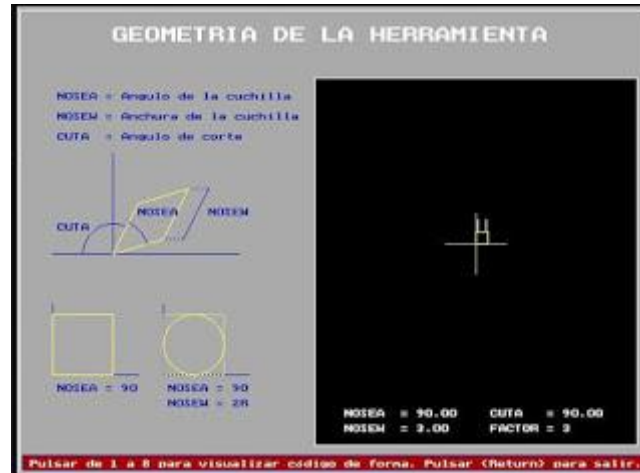 GEOMETRIA DE LA HERRAMIENTA
NOSEA = Angulo de la cuchilla
NOSEW = Anchura de la cuchilla
CUTA = Angulo de corte
NOSEA
NOSEW
CUTA
NOSEA = 90
NOSEA = 90
NOSEW = 2R
NOSEA = 90.00
CUTA = 90.00
NOSEW = 3.00
FACTOR = 3
Pulsar de 1 a 8 para visualizar código de forma. Pulsar (Return) para salir